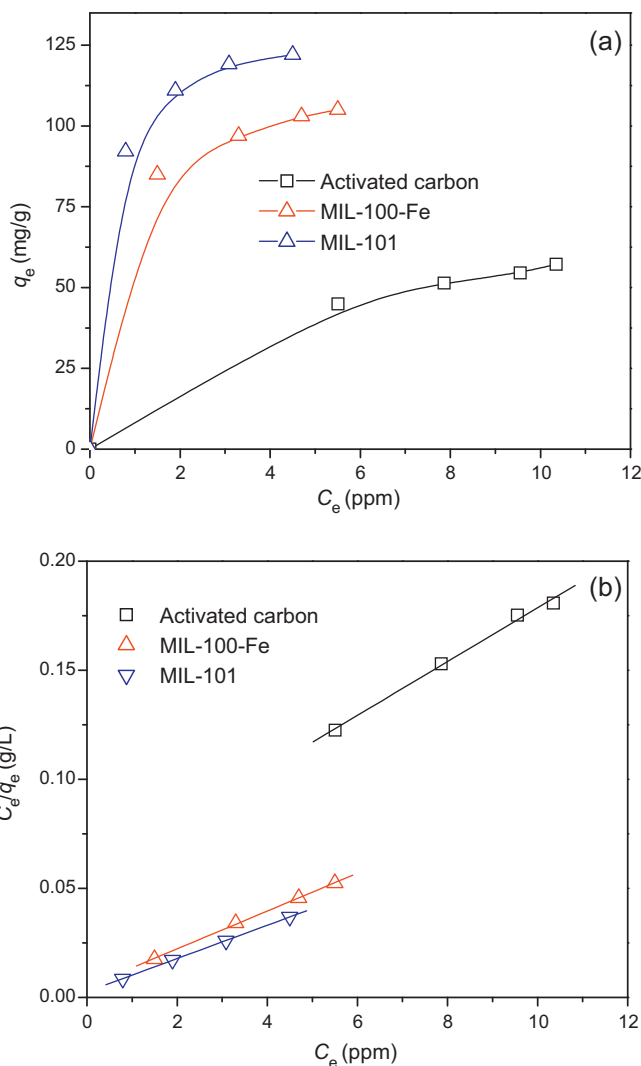 (a)
125
100
75
50
25
0
qe (mg/g)
Activated carbon
MIL-100-Fe
MIL-101
0 2 4 6 8 10 12
Ce (ppm)
(b)
0.20
0.15
0.10
0.05
0.00
Ce/qe (g/L)
Activated carbon
MIL-100-Fe
MIL-101
0 2 4 6 8 10 12
Ce (ppm)